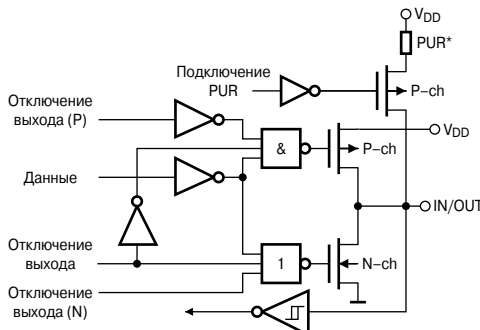 V_DD
PUR*
Подключение
PUR
P–ch
Отключение
выхода (P)
V_DD
&
P–ch
Данные
IN/OUT
Отключение
выхода
1
N–ch
Отключение
выхода (N)